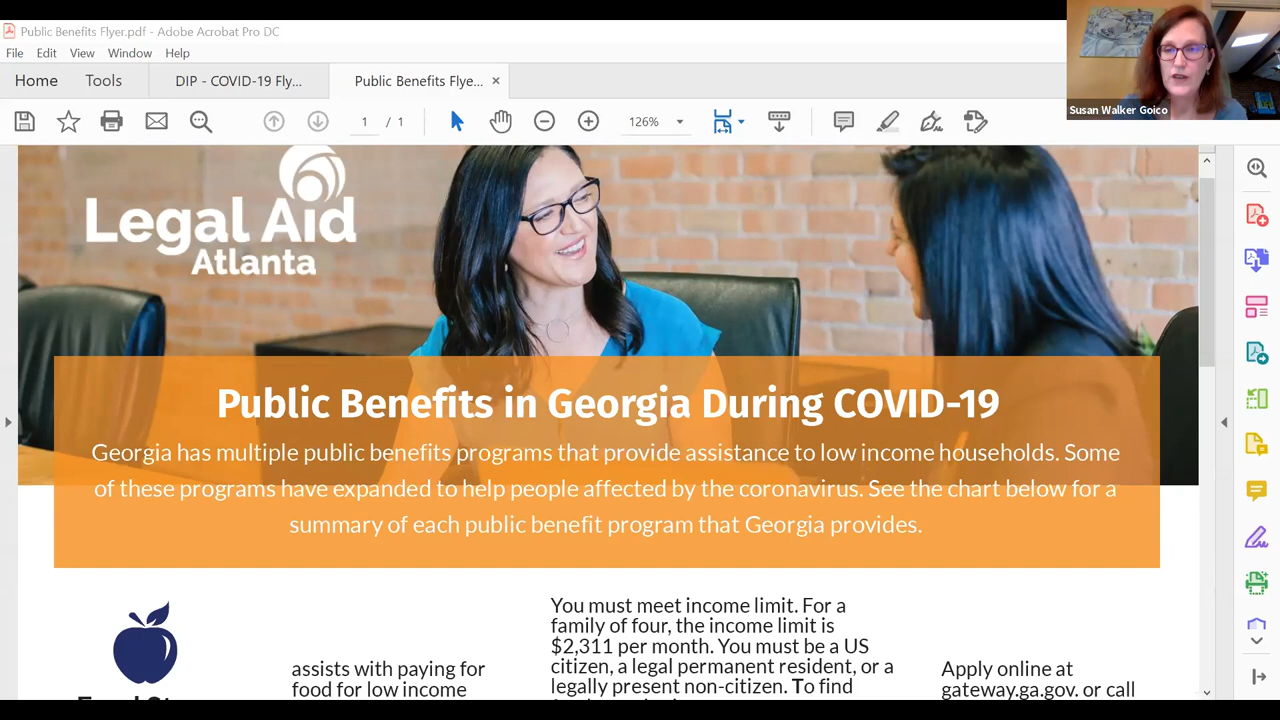 Public Benefits Flyer.pdf - Adobe Acrobat Pro DC
File Edit View Window Help
Home Tools DIP - COVID-19 Fly... Public Benefits Flye... ×
1 / 1 126%
Susan Walker Goico
Legal Aid
Atlanta
Public Benefits in Georgia During COVID-19
Georgia has multiple public benefits programs that provide assistance to low income households. Some
of these programs have expanded to help people affected by the coronavirus. See the chart below for a
summary of each public benefit program that Georgia provides.
assists with paying for
food for low income
You must meet income limit. For a
family of four, the income limit is
$2,311 per month. You must be a US
citizen, a legal permanent resident, or a
legally present non-citizen. To find
Apply online at
gateway.ga.gov. or call